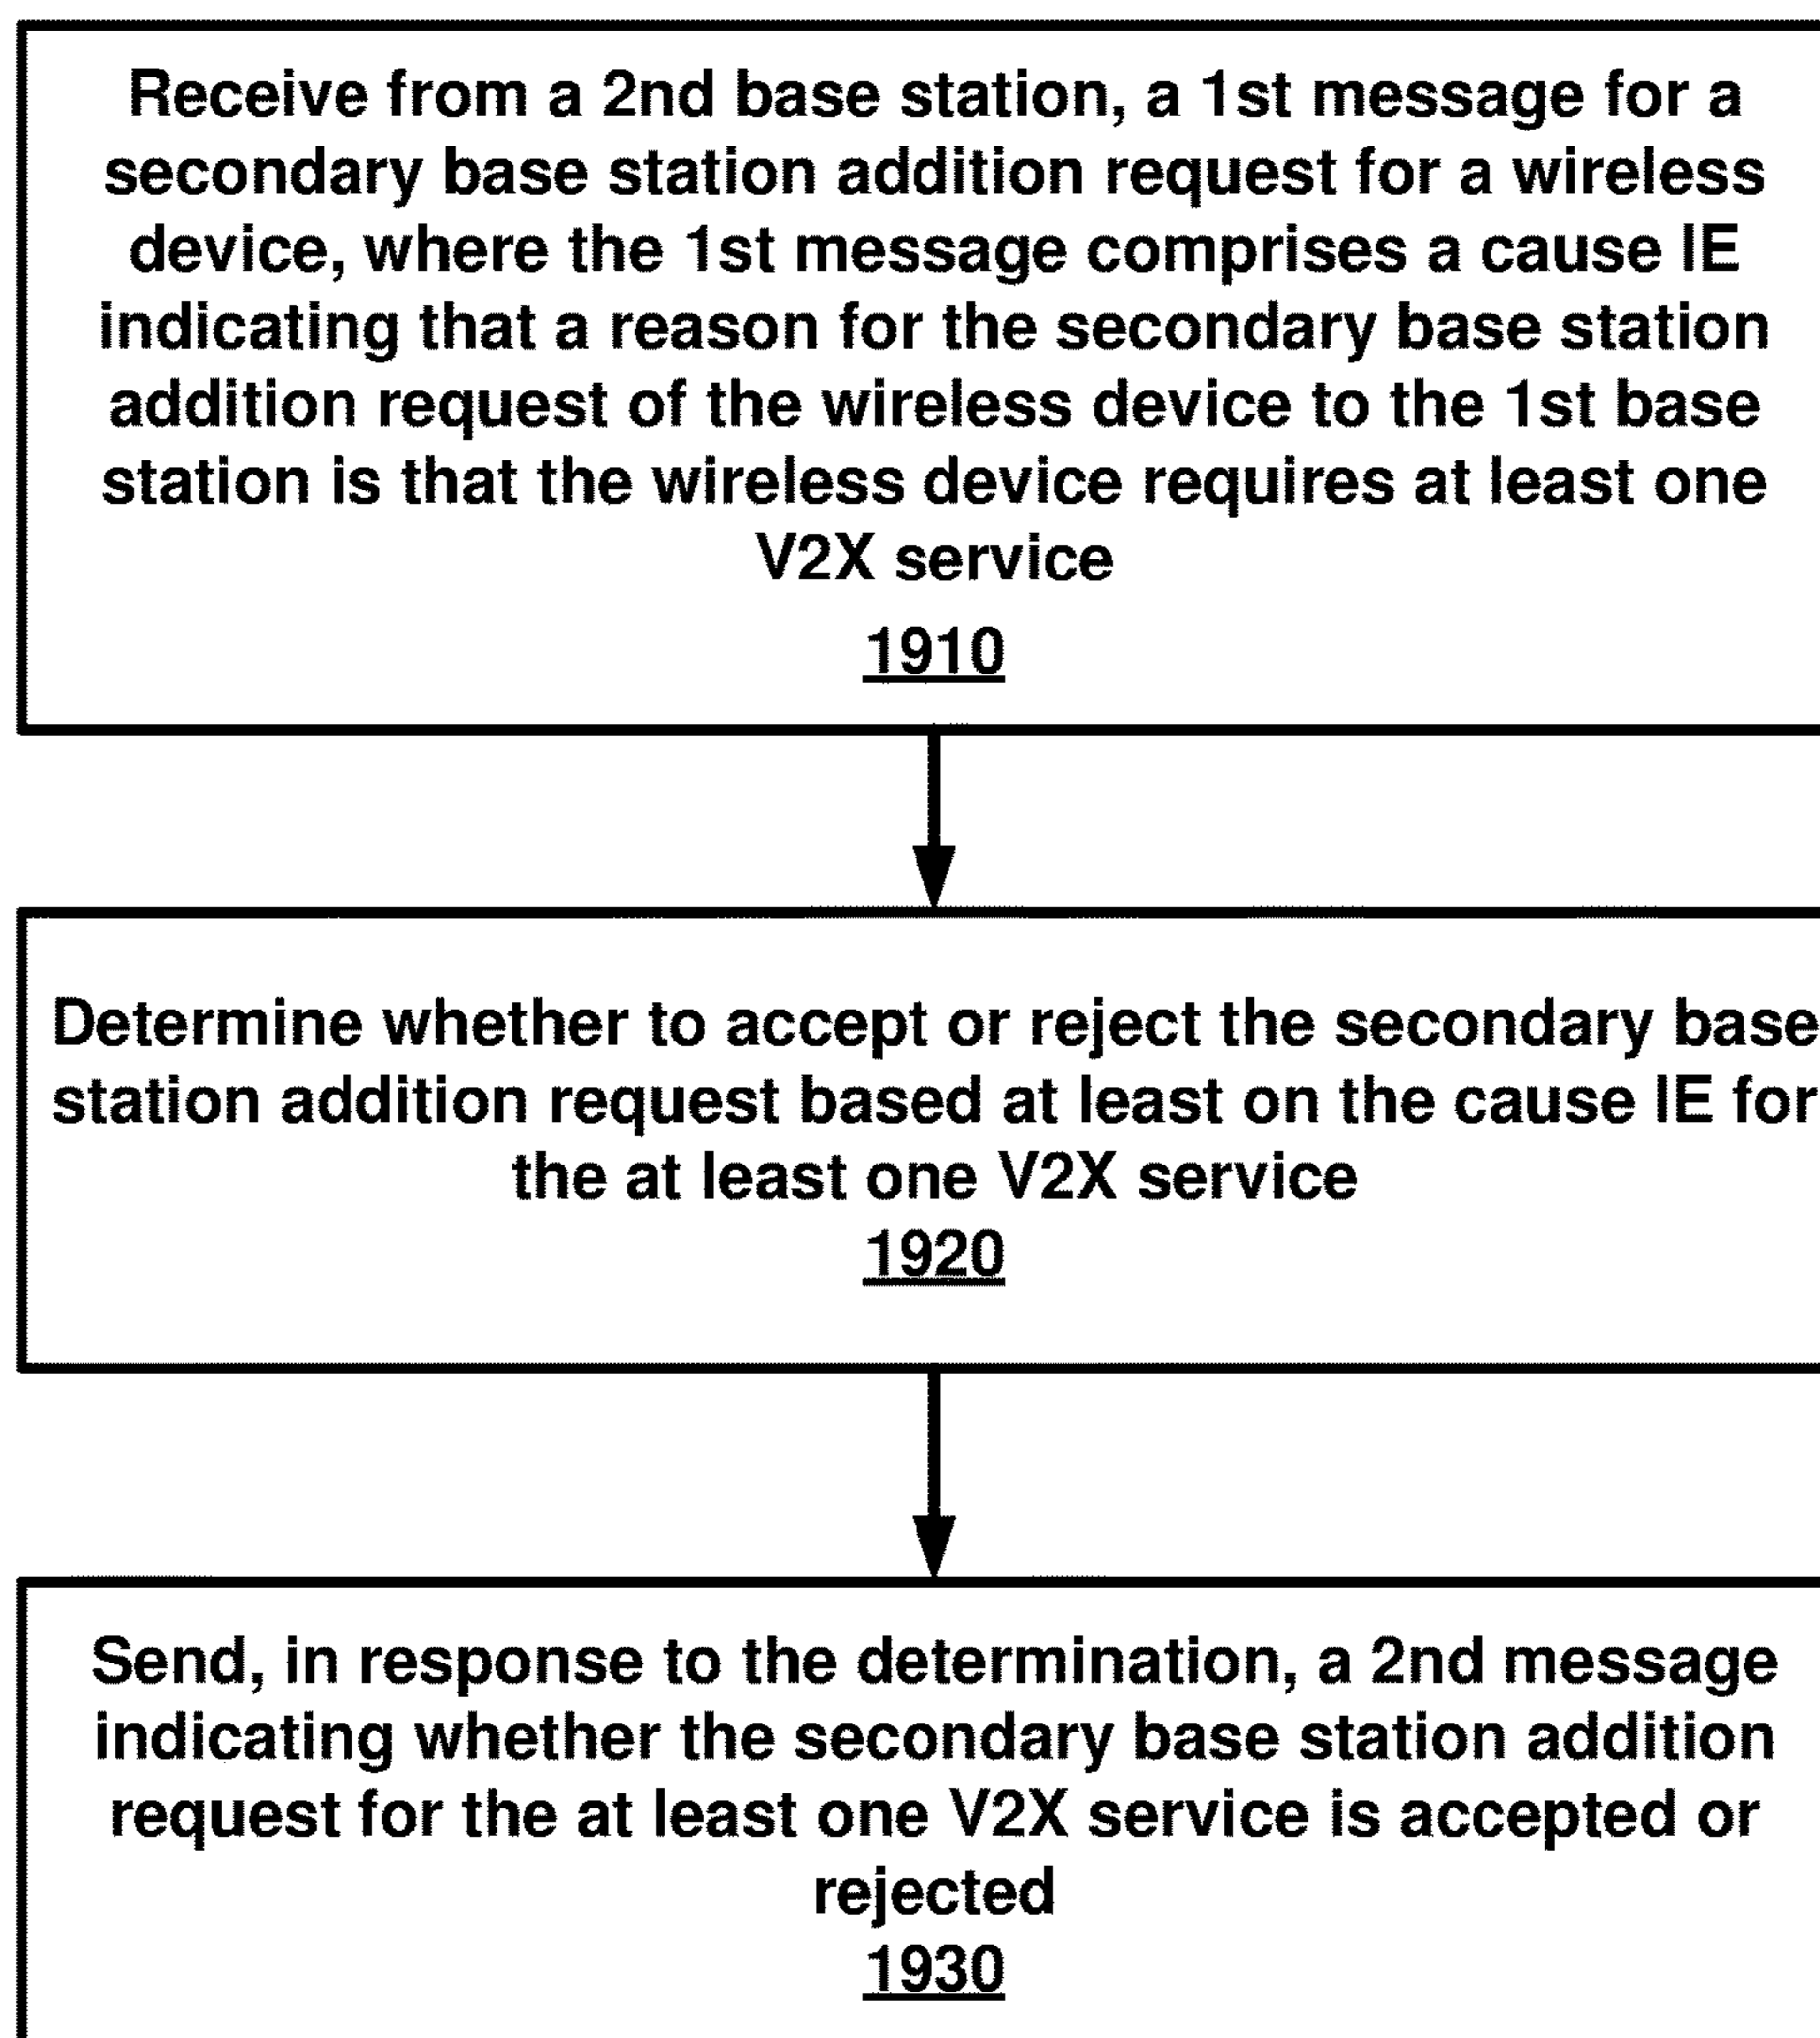 Receive from a 2nd base station, a 1st message for a
secondary base station addition request for a wireless
device, where the 1st message comprises a cause IE
indicating that a reason for the secondary base station
addition request of the wireless device to the 1st base
station is that the wireless device requires at least one
V2X service
1910
Determine whether to accept or reject the secondary base
station addition request based at least on the cause IE for
the at least one V2X service
1920
Send, in response to the determination, a 2nd message
indicating whether the secondary base station addition
request for the at least one V2X service is accepted or
rejected
1930